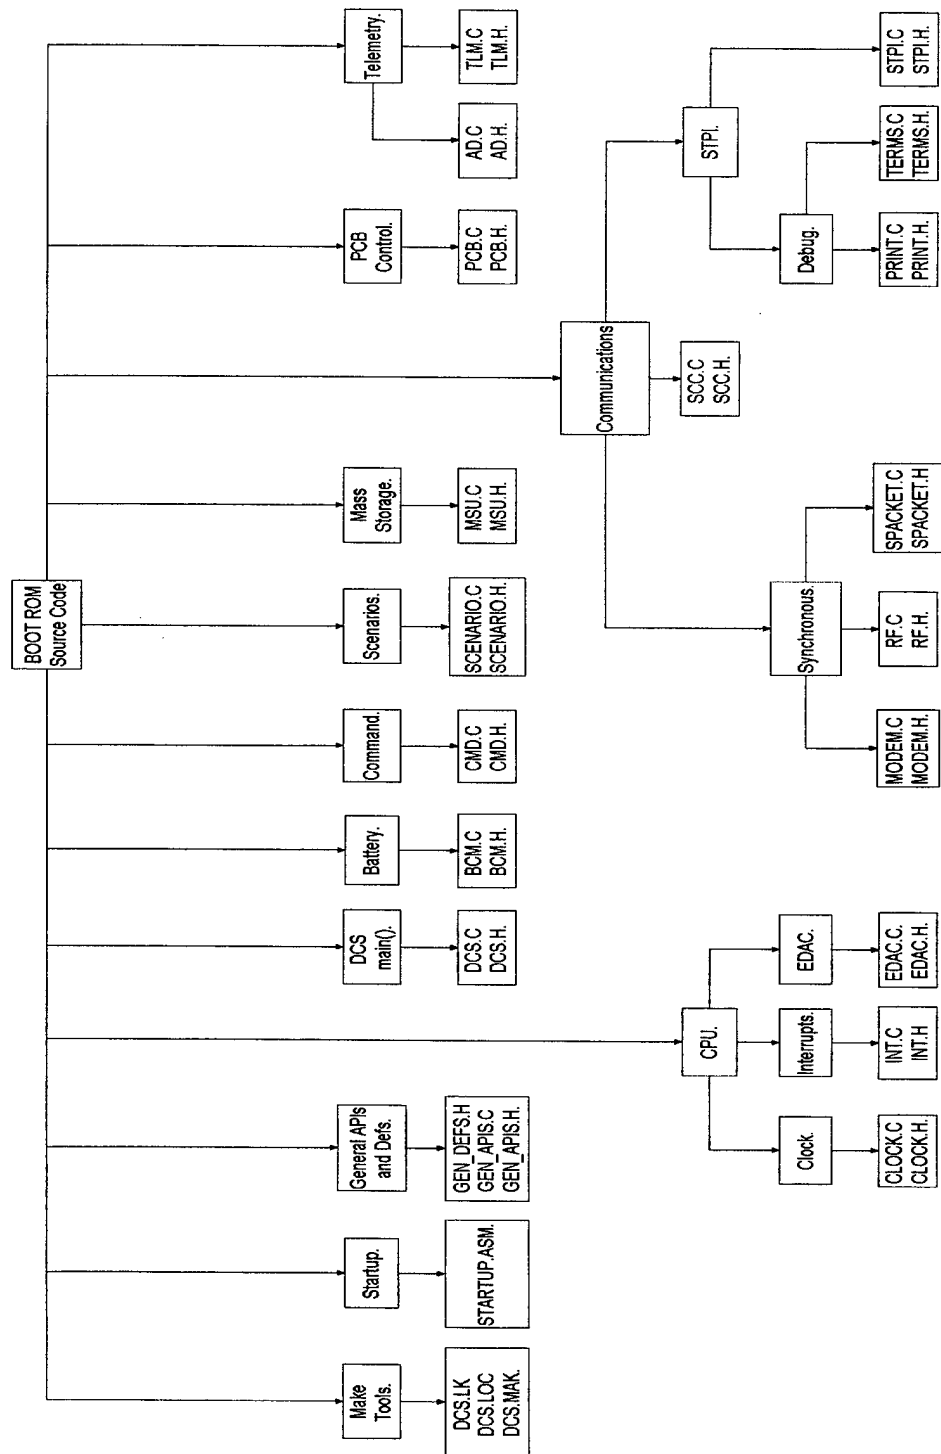 BOOT ROM
Source Code
Make
Tools.
DCS.LK
DCS.LOC
DCS.MAK.
Startup.
STARTUP.ASM.
General APIs
and Defs.
GEN_DEFS.H
GEN_APIS.C
GEN_APIS.H.
CPU.
Clock.
CLOCK.C
CLOCK.H.
Interrupts.
INT.C
INT.H
EDAC.
EDAC.C.
EDAC.H.
DCS
main().
DCS.C
DCS.H.
Battery.
BCM.C
BCM.H.
Command.
CMD.C
CMD.H.
Scenarios.
SCENARIO.C
SCENARIO.H.
Mass
Storage.
MSU.C
MSU.H.
Communications
Synchronous.
MODEM.C
MODEM.H.
RF.C
RF.H.
SPACKET.C
SPACKET.H
SCC.C
SCC.H.
STPI.
Debug.
PRINT.C
PRINT.H.
TERMS.C
TERMS.H.
STPI.C
STPI.H.
PCB
Control.
PCB.C
PCB.H.
Telemetry.
AD.C
AD.H.
TLM.C
TLM.H.